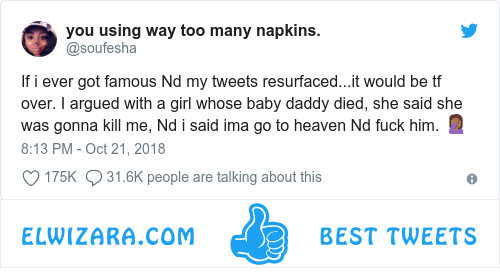 you using way too many napkins.
@soufesha
If i ever got famous Nd my tweets resurfaced...it would be tf
over. I argued with a girl whose baby daddy died, she said she
was gonna kill me, Nd i said ima go to heaven Nd fuck him. 🤦🏾‍♀️
8:13 PM - Oct 21, 2018
175K 31.6K people are talking about this
ELWIZARA.COM BEST TWEETS